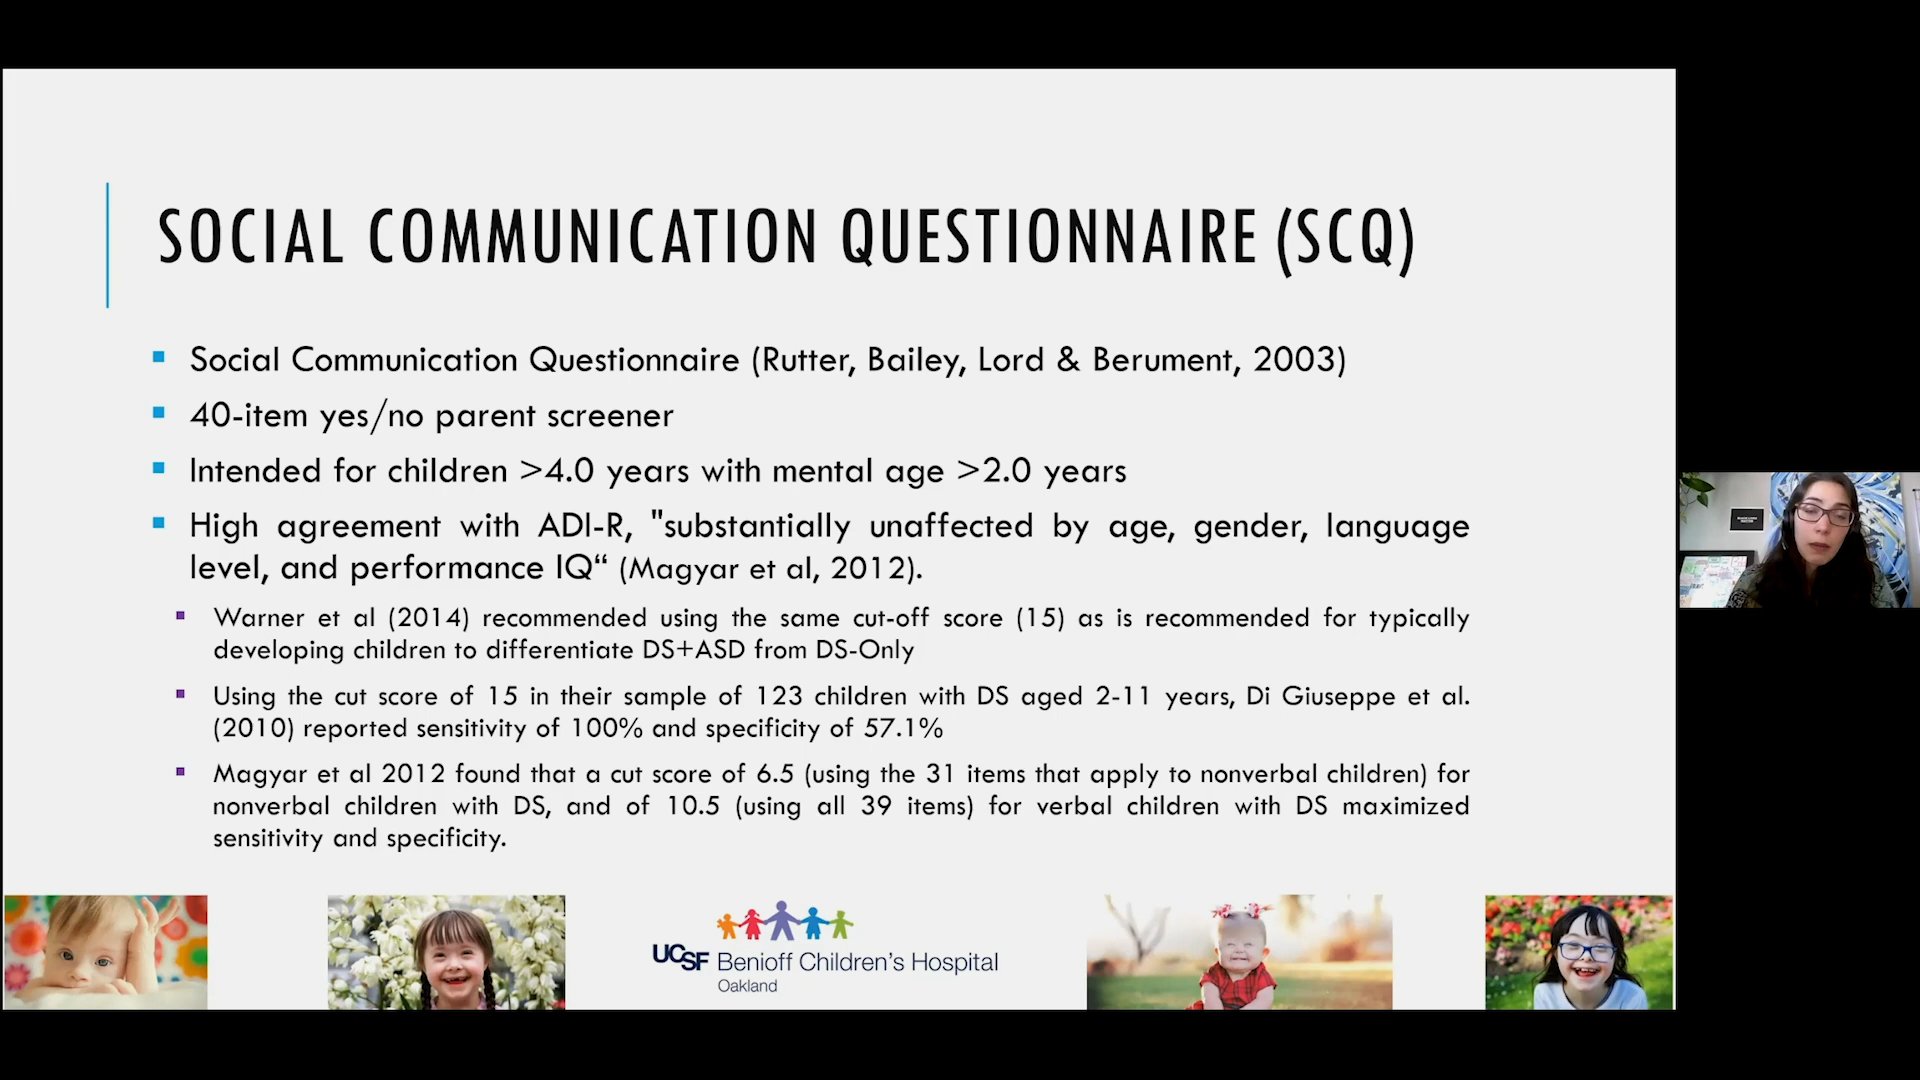 SOCIAL COMMUNICATION QUESTIONNAIRE (SCQ)
Social Communication Questionnaire (Rutter, Bailey, Lord & Berument, 2003)
40-item yes/no parent screener
Intended for children >4.0 years with mental age >2.0 years
High agreement with ADI-R, "substantially unaffected by age, gender, language
level, and performance IQ“ (Magyar et al, 2012).
Warner et al (2014) recommended using the same cut-off score (15) as is recommended for typically
developing children to differentiate DS+ASD from DS-Only
Using the cut score of 15 in their sample of 123 children with DS aged 2-11 years, Di Giuseppe et al.
(2010) reported sensitivity of 100% and specificity of 57.1%
Magyar et al 2012 found that a cut score of 6.5 (using the 31 items that apply to nonverbal children) for
nonverbal children with DS, and of 10.5 (using all 39 items) for verbal children with DS maximized
sensitivity and specificity.
UCSF Benioff Children's Hospital
Oakland